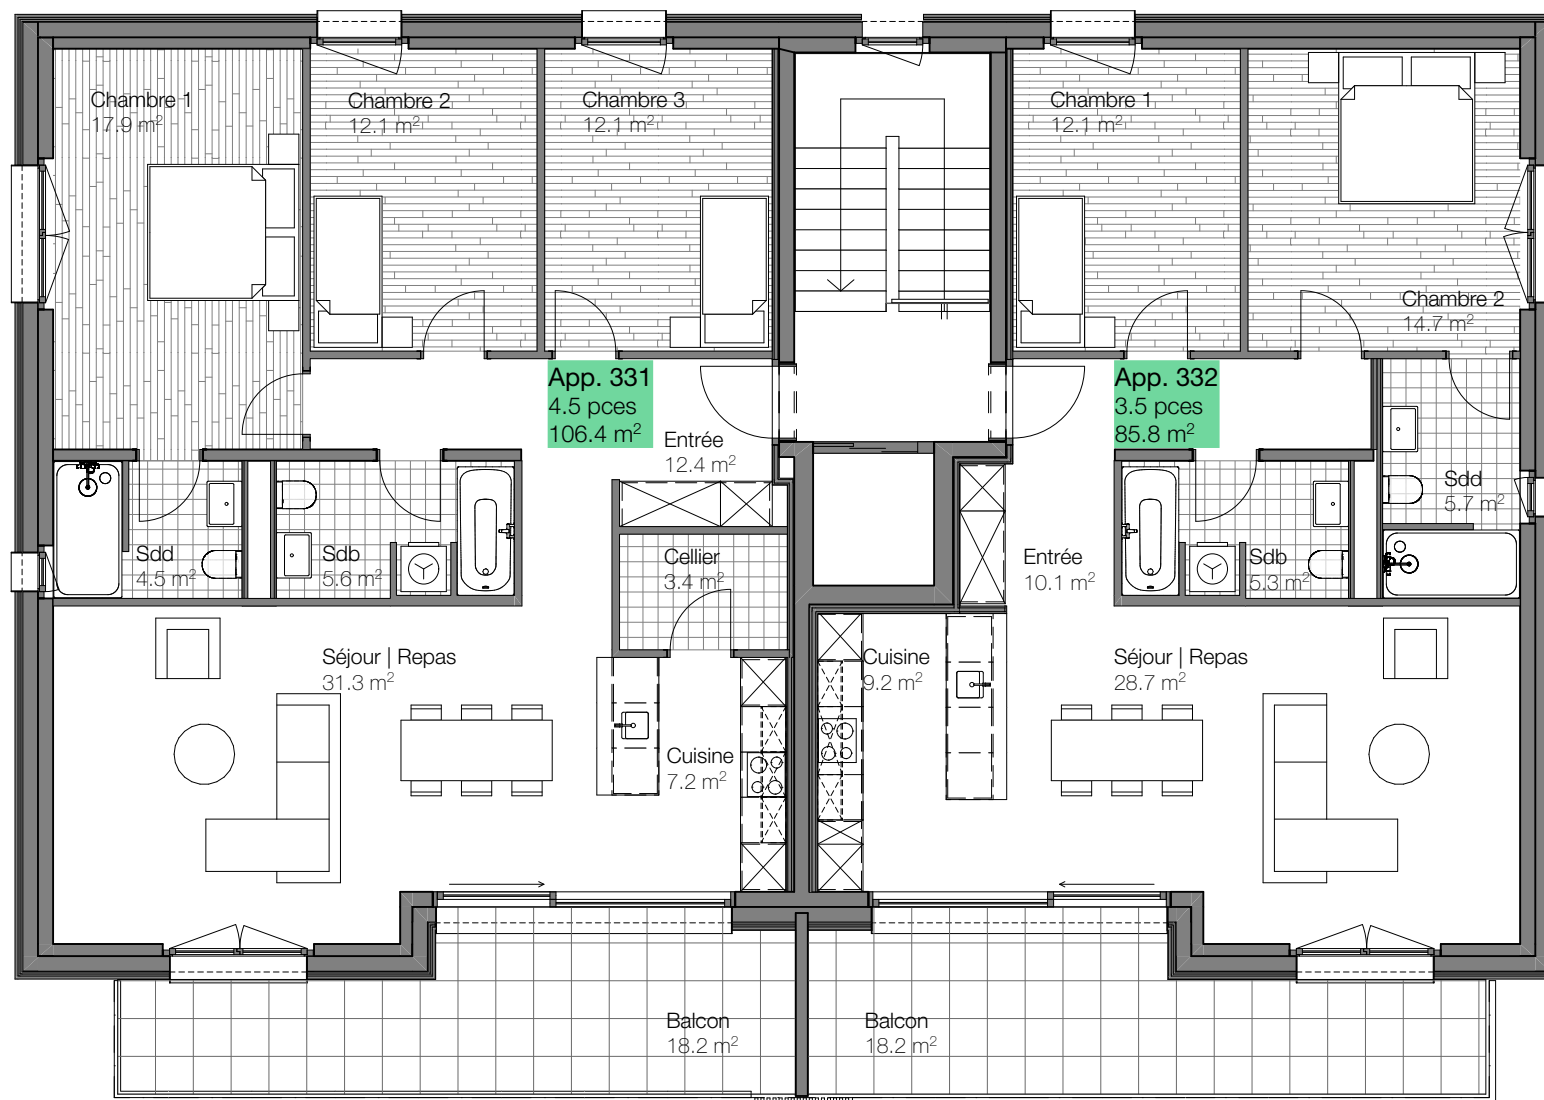 Chambre 1
17.9 m²
Chambre 2
12.1 m²
Chambre 3
12.1 m²
Chambre 1
12.1 m²
Chambre 2
14.7 m²
App. 331
4.5 pces
106.4 m²
App. 332
3.5 pces
85.8 m²
Entrée
12.4 m²
Sdd
4.5 m²
Sdb
5.6 m²
Cellier
3.4 m²
Entrée
10.1 m²
Sdb
5.3 m²
Sdd
5.7 m²
Séjour | Repas
31.3 m²
Cuisine
7.2 m²
Cuisine
9.2 m²
Séjour | Repas
28.7 m²
Balcon
18.2 m²
Balcon
18.2 m²